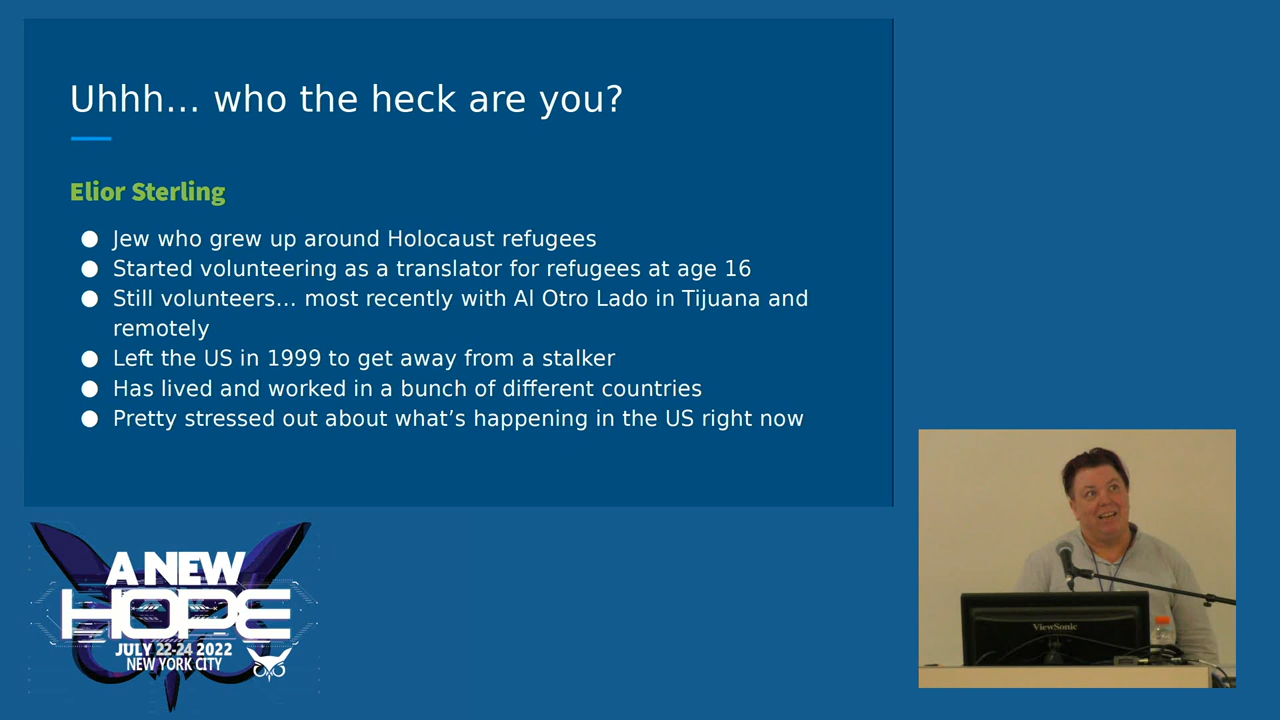 Uhhh... who the heck are you?
Elior Sterling
● Jew who grew up around Holocaust refugees
● Started volunteering as a translator for refugees at age 16
● Still volunteers... most recently with Al Otro Lado in Tijuana and
remotely
● Left the US in 1999 to get away from a stalker
● Has lived and worked in a bunch of different countries
● Pretty stressed out about what’s happening in the US right now
A NEW
HOPE
JULY 22-24 2022
NEW YORK CITY
ViewSonic